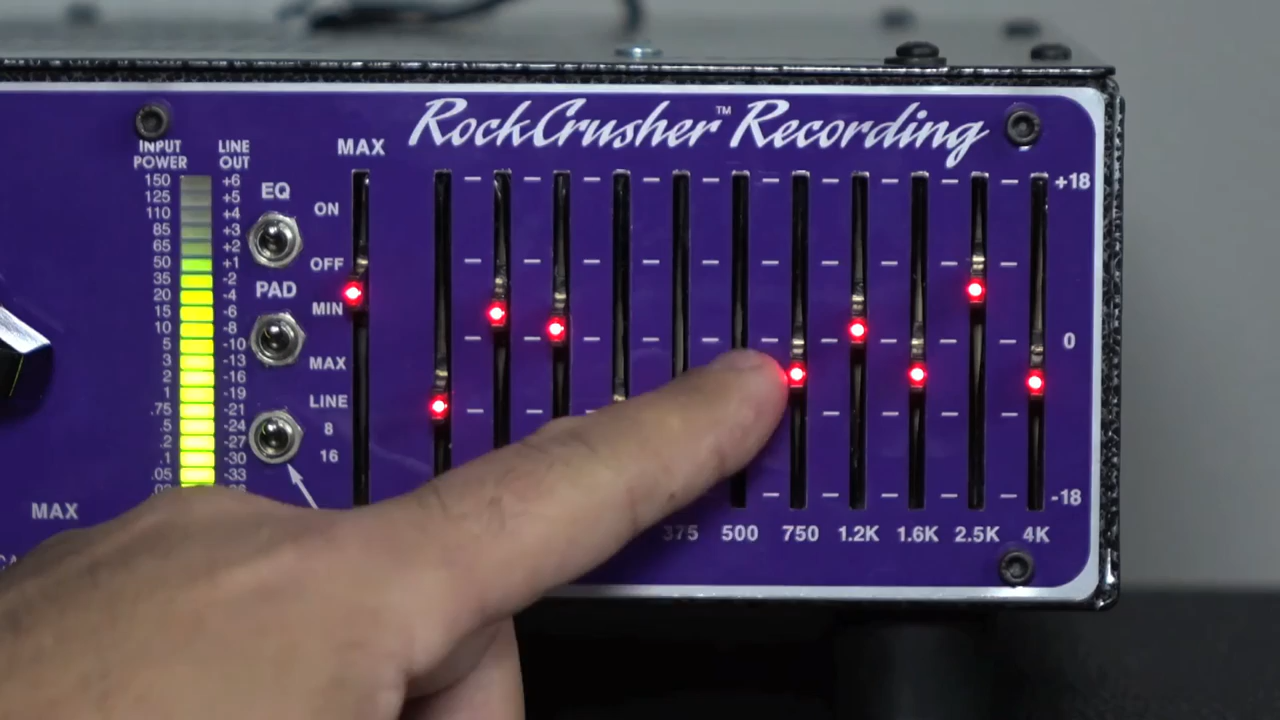 RockCrusher™ Recording
INPUT POWER
LINE OUT
MAX
150 +6
125 +5
110 +4
85 +3
65 +2
50 +1
35 -2
20 -4
15 -6
10 -8
5 -10
3 -13
2 -16
1 -19
.75 -21
.5 -24
.2 -27
.1 -30
.05 -33
EQ
ON
OFF
PAD
MIN
MAX
LINE
8
16
MAX
+18
0
-18
375 500 750 1.2K 1.6K 2.5K 4K